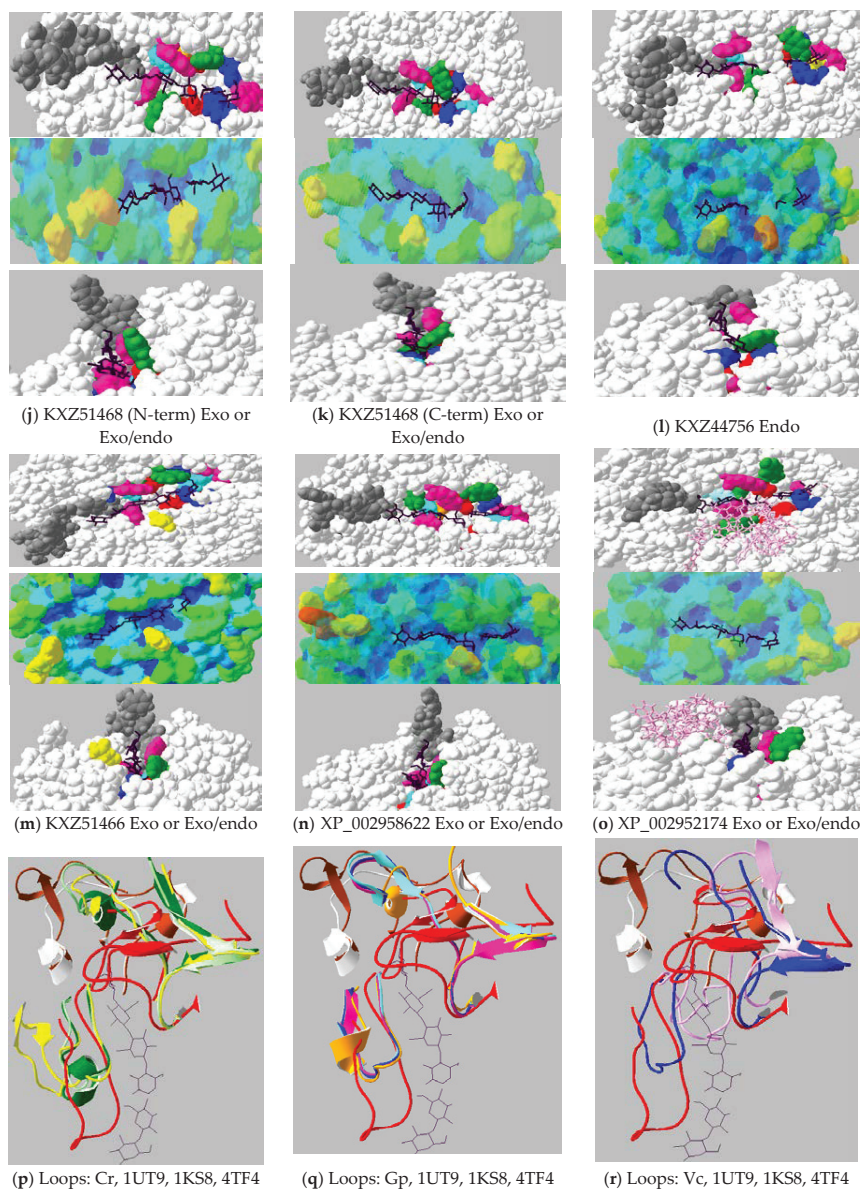 (j) KXZ51468 (N-term) Exo or
Exo/endo
(k) KXZ51468 (C-term) Exo or
Exo/endo
(l) KXZ44756 Endo
(m) KXZ51466 Exo or Exo/endo
(n) XP_002958622 Exo or Exo/endo
(o) XP_002952174 Exo or Exo/endo
(p) Loops: Cr, 1UT9, 1KS8, 4TF4
(q) Loops: Gp, 1UT9, 1KS8, 4TF4
(r) Loops: Vc, 1UT9, 1KS8, 4TF4